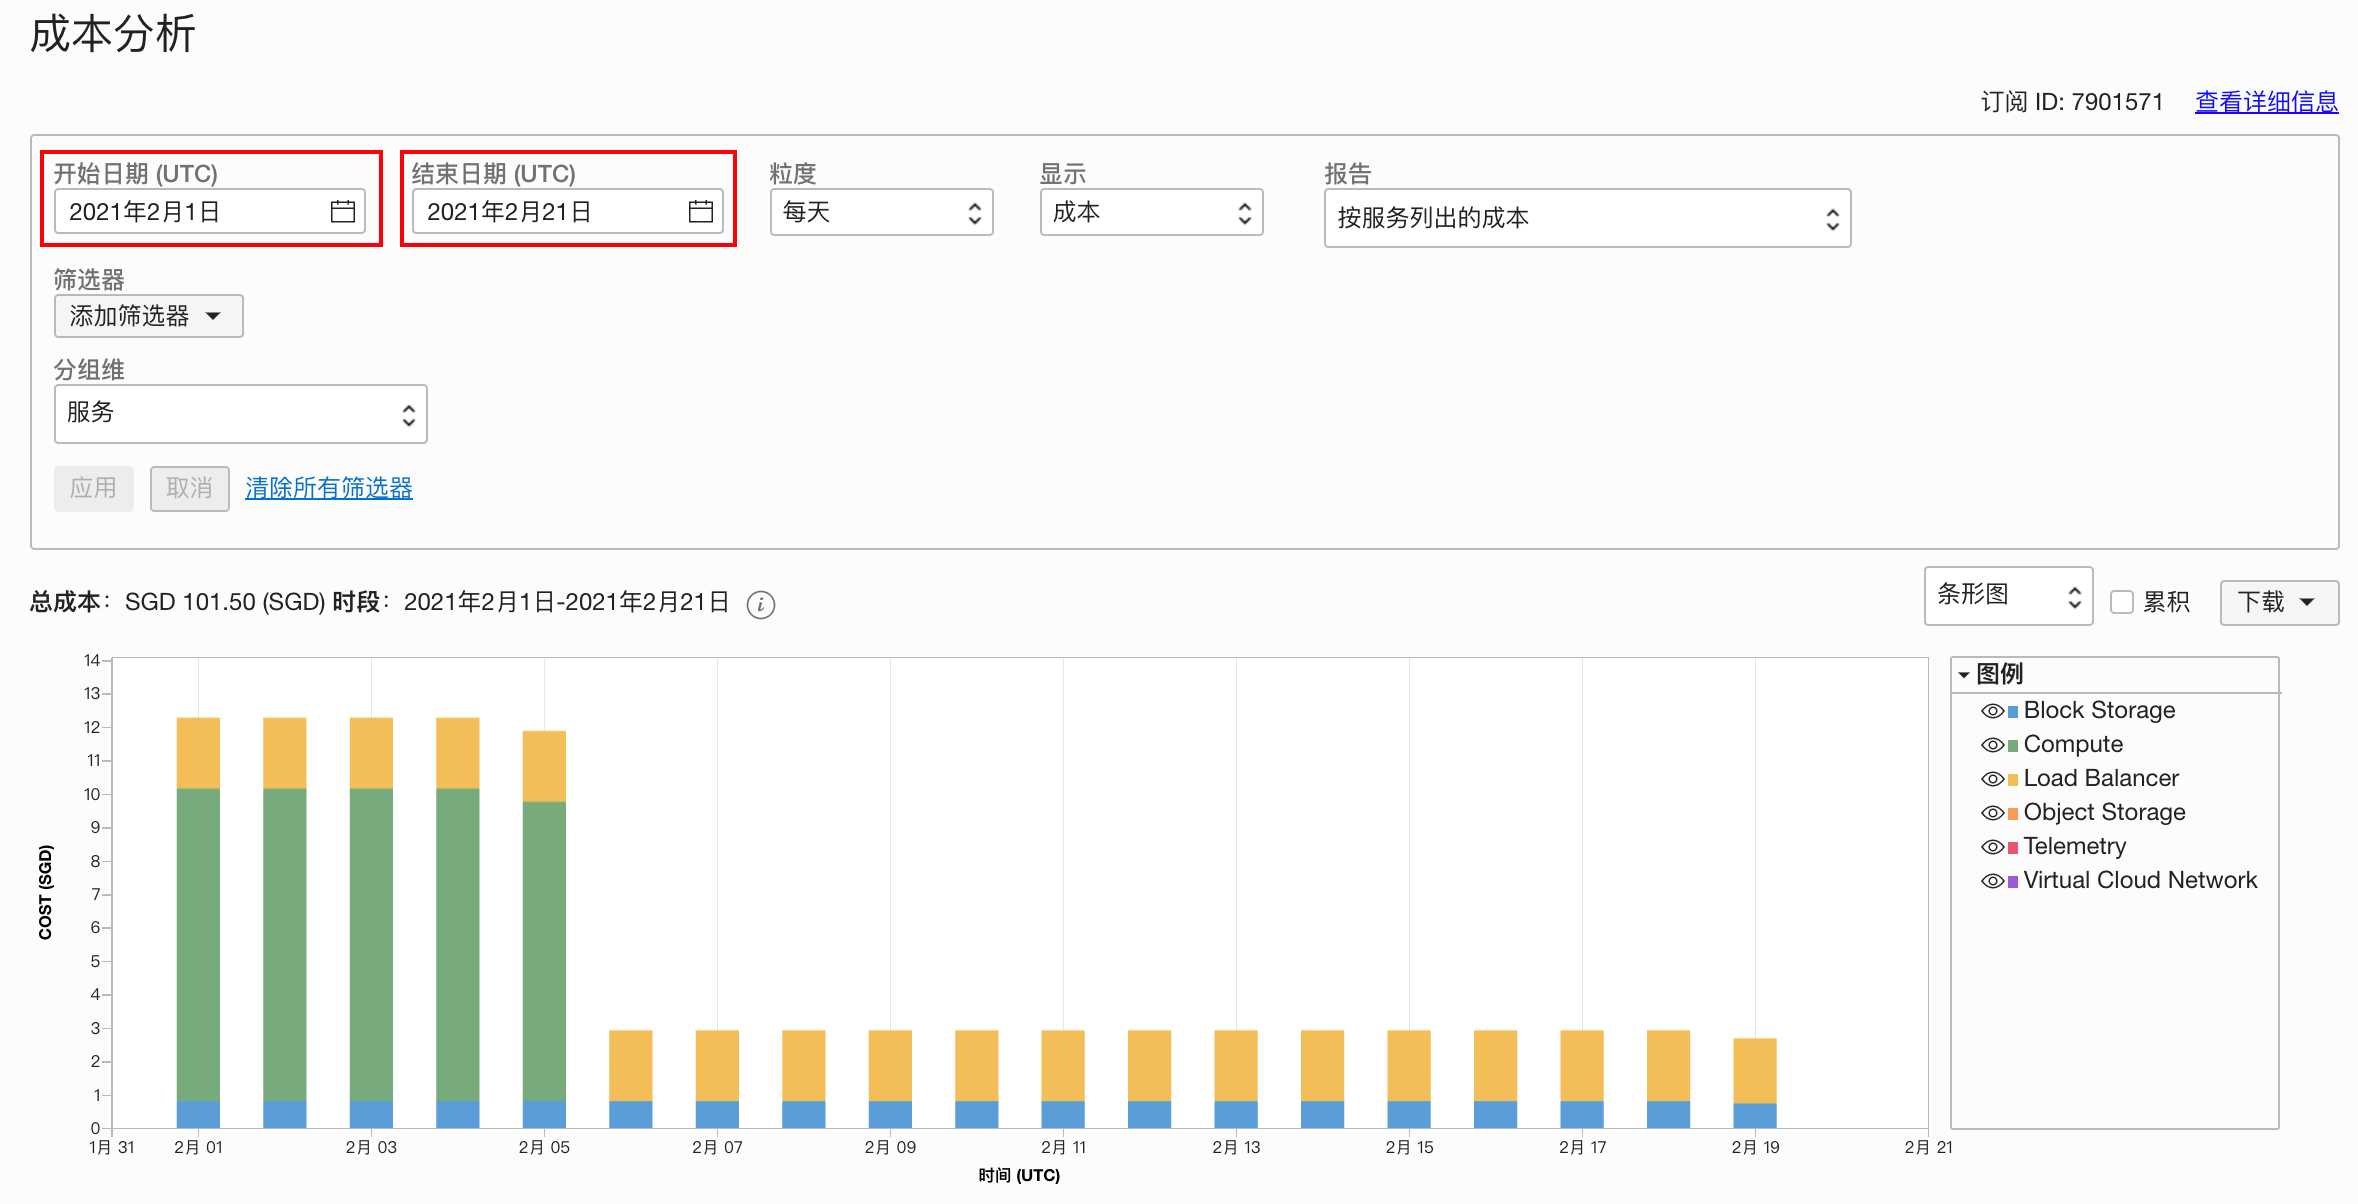 成本分析
订阅 ID: 7901571 查看详细信息
开始日期 (UTC) 结束日期 (UTC) 粒度 显示 报告
2021年2月1日 2021年2月21日 每天 成本 按服务列出的成本
筛选器
添加筛选器
分组维
服务
应用 取消 清除所有筛选器
总成本： SGD 101.50 (SGD) 时段： 2021年2月1日-2021年2月21日 条形图 累积 下载
图例
Block Storage
Compute
Load Balancer
Object Storage
Telemetry
Virtual Cloud Network
COST (SGD)
14
13
12
11
10
9
8
7
6
5
4
3
2
1
0
1月 31 2月 01 2月 03 2月 05 2月 07 2月 09 2月 11 2月 13 2月 15 2月 17 2月 19 2月 21
时间 (UTC)